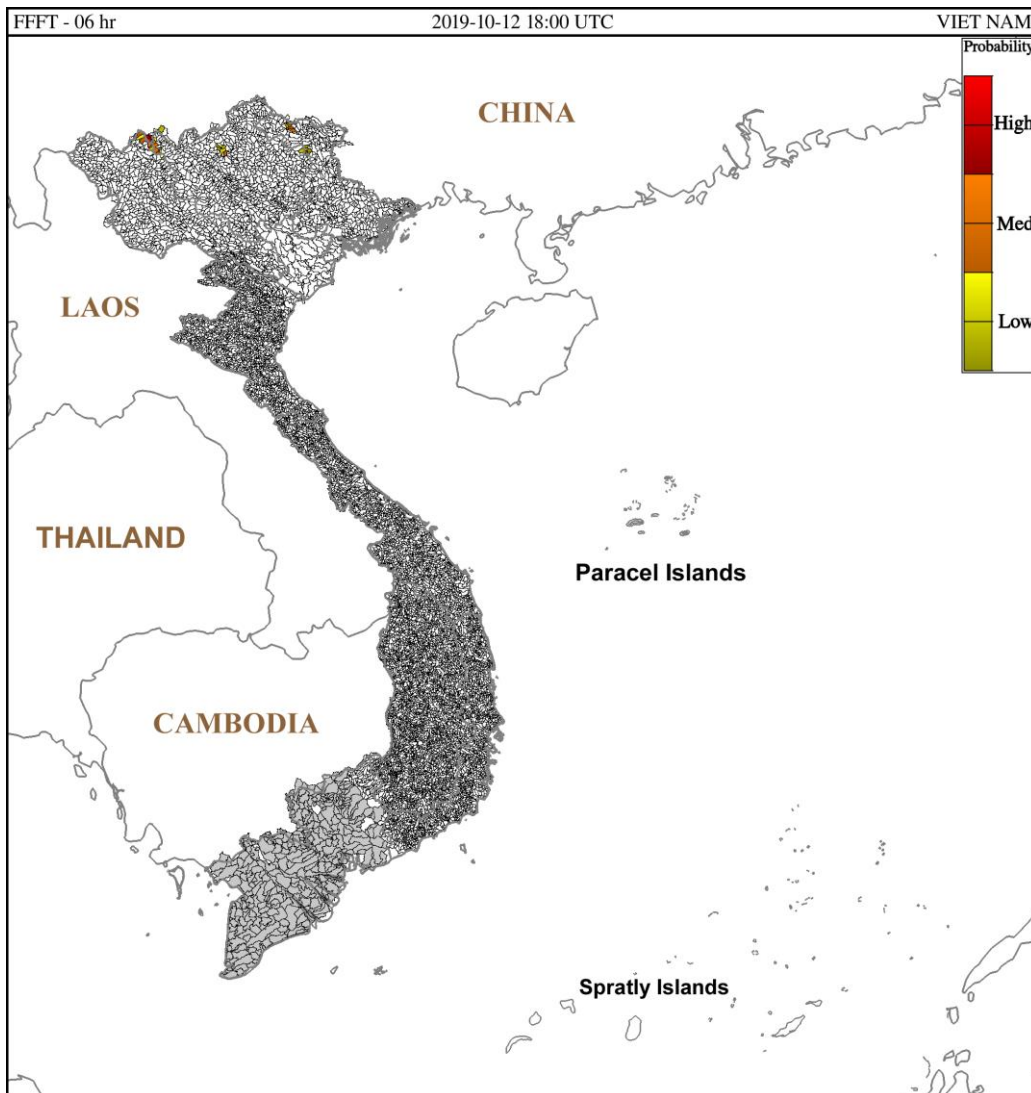 FFFT - 06 hr 2019-10-12 18:00 UTC VIET NAM
Probability
CHINA
High
Med
LAOS
Low
THAILAND
Paracel Islands
CAMBODIA
Spratly Islands